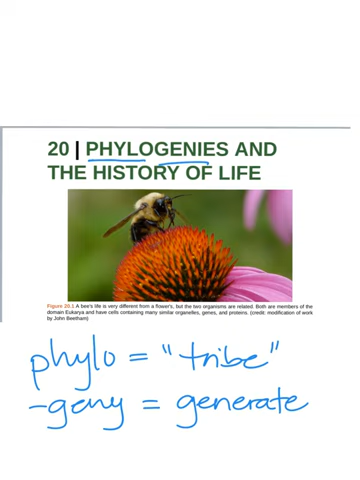 20 | PHYLOGENIES AND
THE HISTORY OF LIFE
Figure 20.1 A bee's life is very different from a flower's, but the two organisms are related. Both are members of the
domain Eukarya and have cells containing many similar organelles, genes, and proteins. (credit: modification of work
by John Beetham)
phylo = "tribe"
-geny = generate